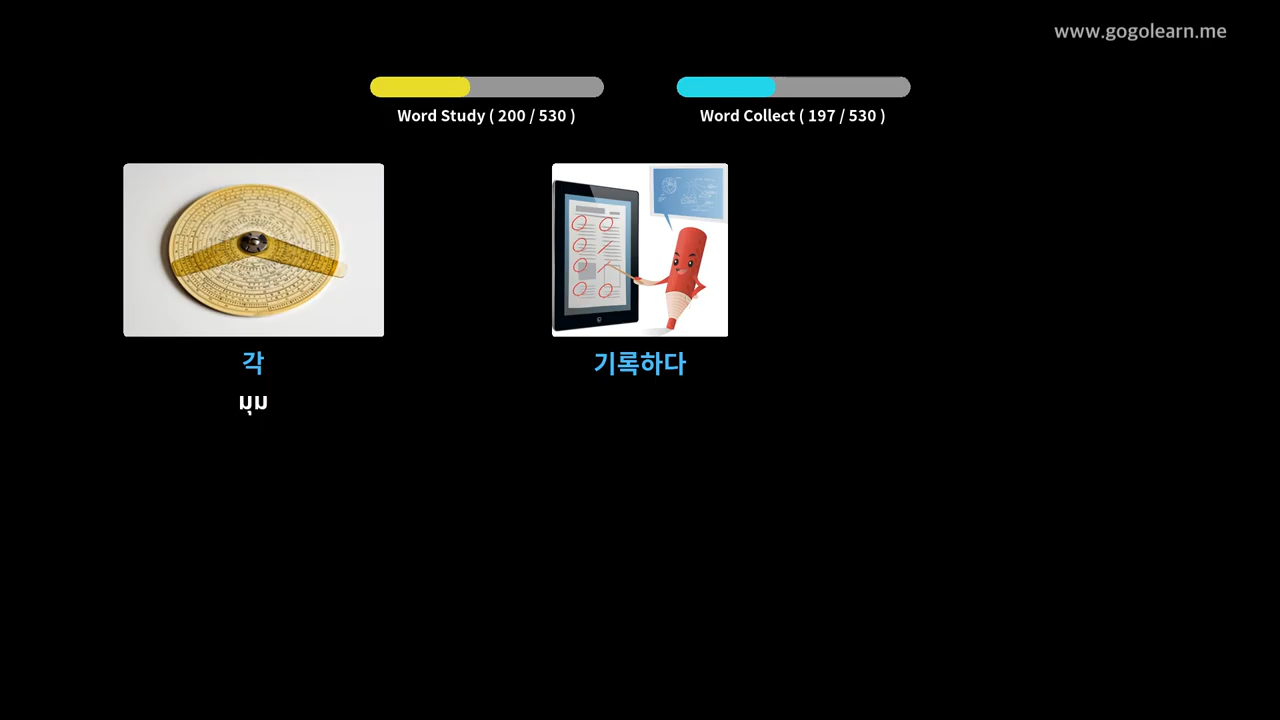 www.gogolearn.me
Word Study ( 200 / 530 )
Word Collect ( 197 / 530 )
각
기록하다
มุม